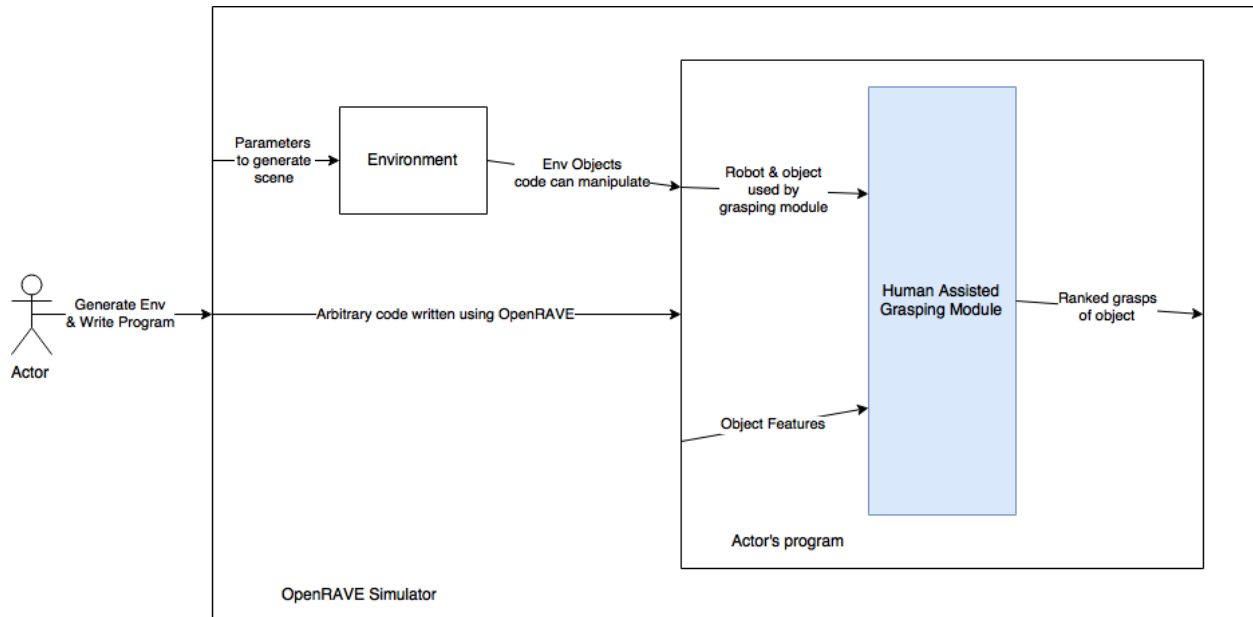 Parameters
to generate
scene
Environment
Env Objects
code can manipulate
Robot & object
used by
grasping module
Generate Env
& Write Program
Actor
Arbitrary code written using OpenRAVE
Human Assisted
Grasping Module
Ranked grasps
of object
Object Features
Actor's program
OpenRAVE Simulator